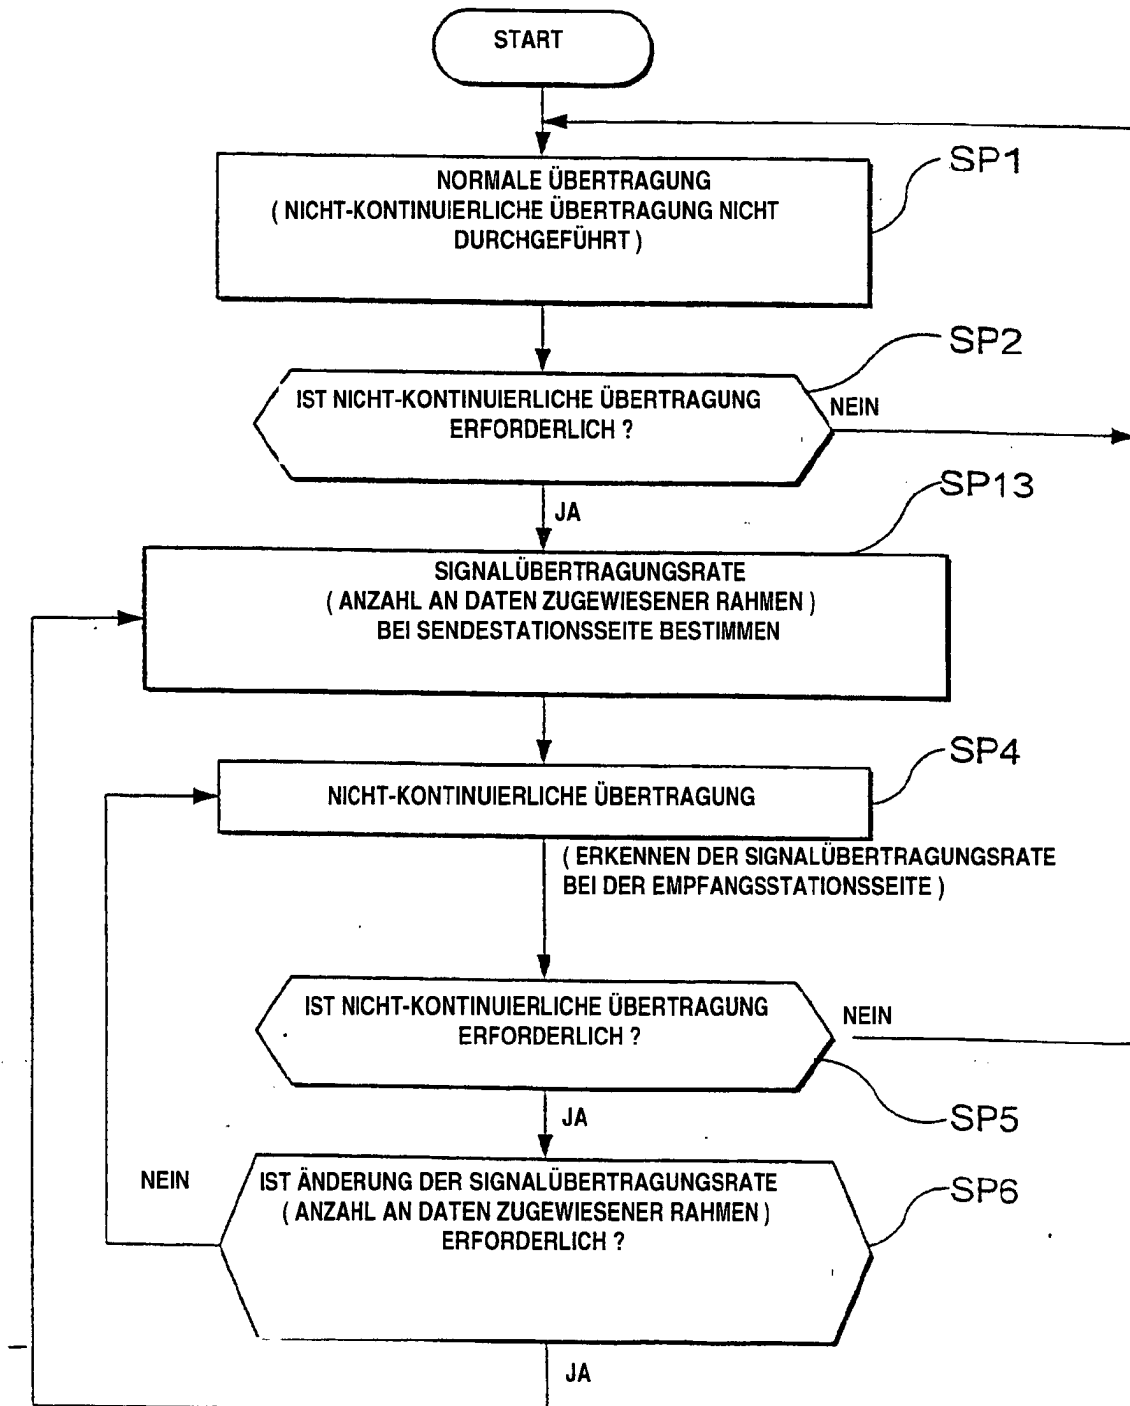 START
SP1
NORMALE ÜBERTRAGUNG
( NICHT-KONTINUIERLICHE ÜBERTRAGUNG NICHT
DURCHGEFÜHRT )
SP2
IST NICHT-KONTINUIERLICHE ÜBERTRAGUNG
ERFORDERLICH ?
NEIN
SP13
JA
SIGNALÜBERTRAGUNGSRATE
( ANZAHL AN DATEN ZUGEWIESENER RAHMEN )
BEI SENDESTATIONSSEITE BESTIMMEN
SP4
NICHT-KONTINUIERLICHE ÜBERTRAGUNG
( ERKENNEN DER SIGNALÜBERTRAGUNGSRATE
BEI DER EMPFANGSSTATIONSSEITE )
IST NICHT-KONTINUIERLICHE ÜBERTRAGUNG
ERFORDERLICH ?
NEIN
SP5
JA
NEIN
IST ÄNDERUNG DER SIGNALÜBERTRAGUNGSRATE
( ANZAHL AN DATEN ZUGEWIESENER RAHMEN )
ERFORDERLICH ?
SP6
JA